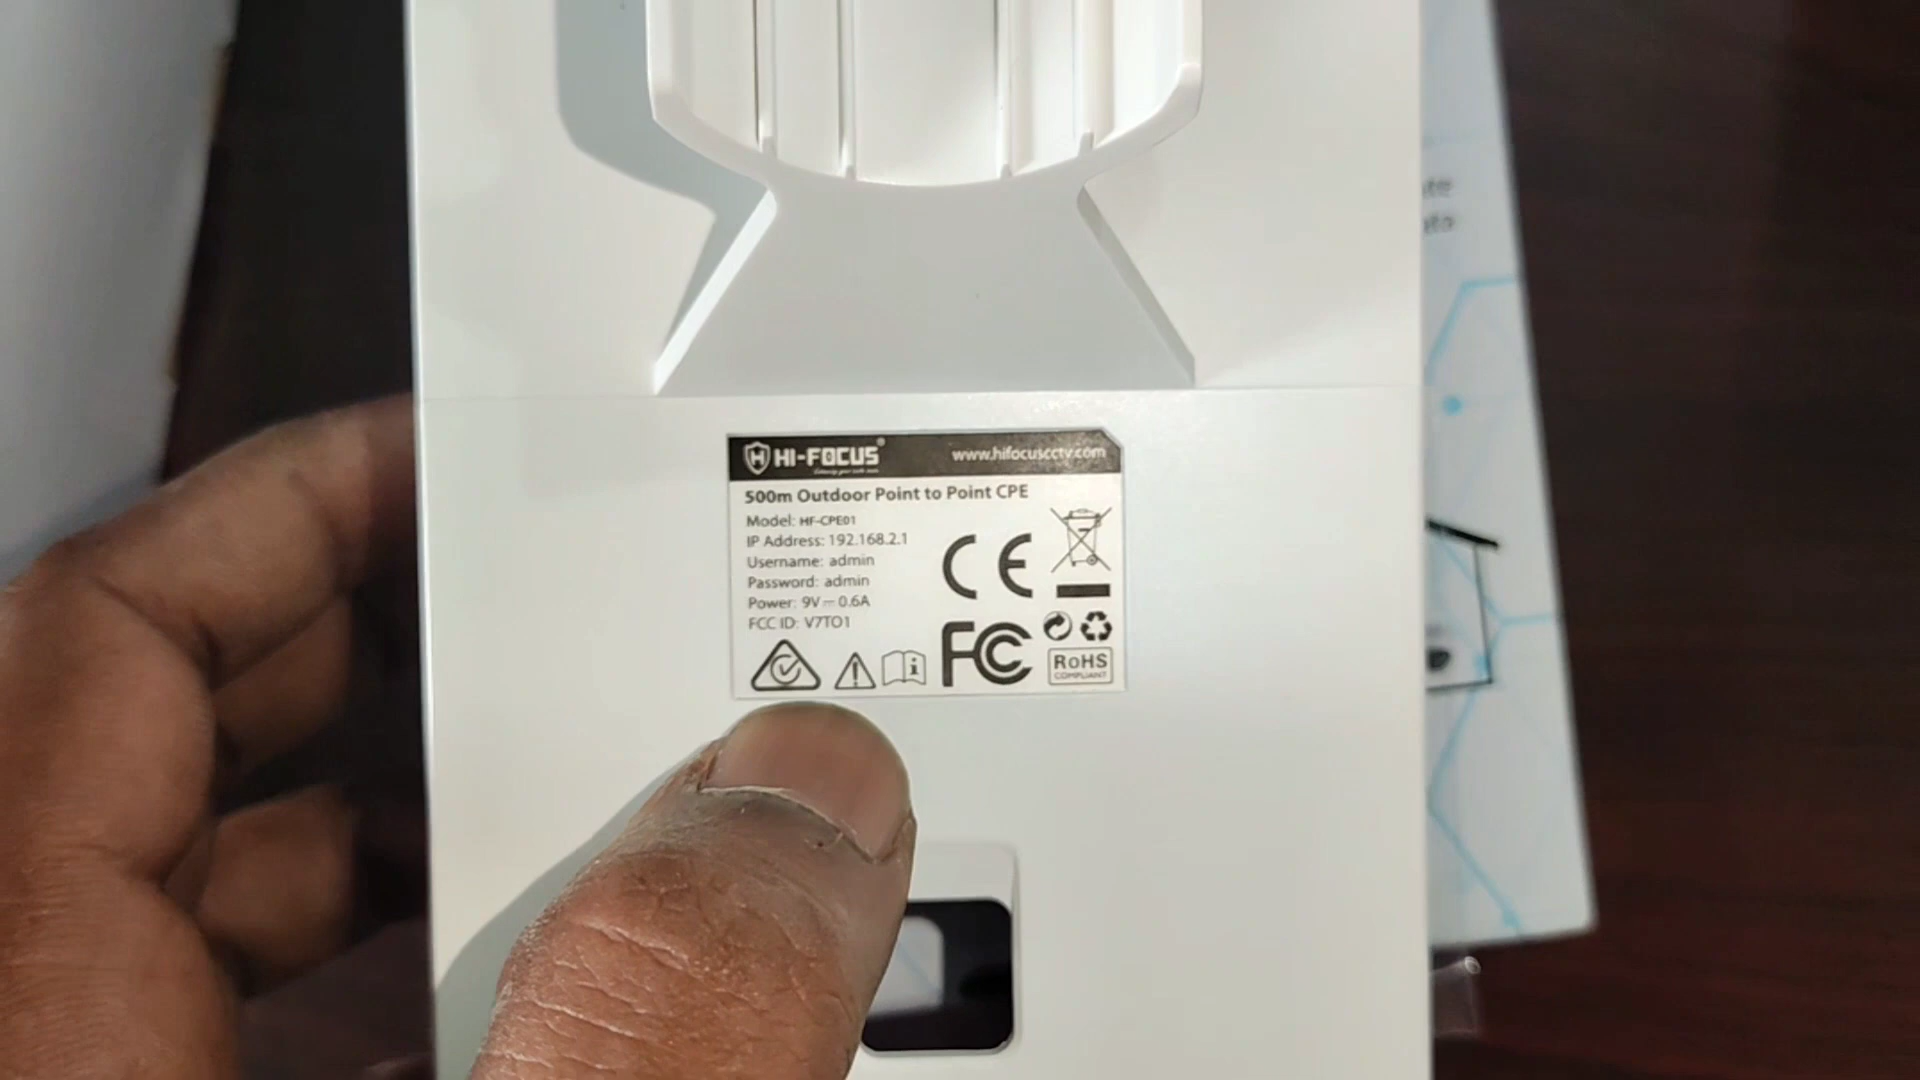 HI-FOCUS®
www.hifocuscctv.com
500m Outdoor Point to Point CPE
Model: HF-CPE01
IP Address: 192.168.2.1
Username: admin
Password: admin
Power: 9V⎓0.6A
FCC ID: V7TO1
CE
FC
RoHS
COMPLIANT